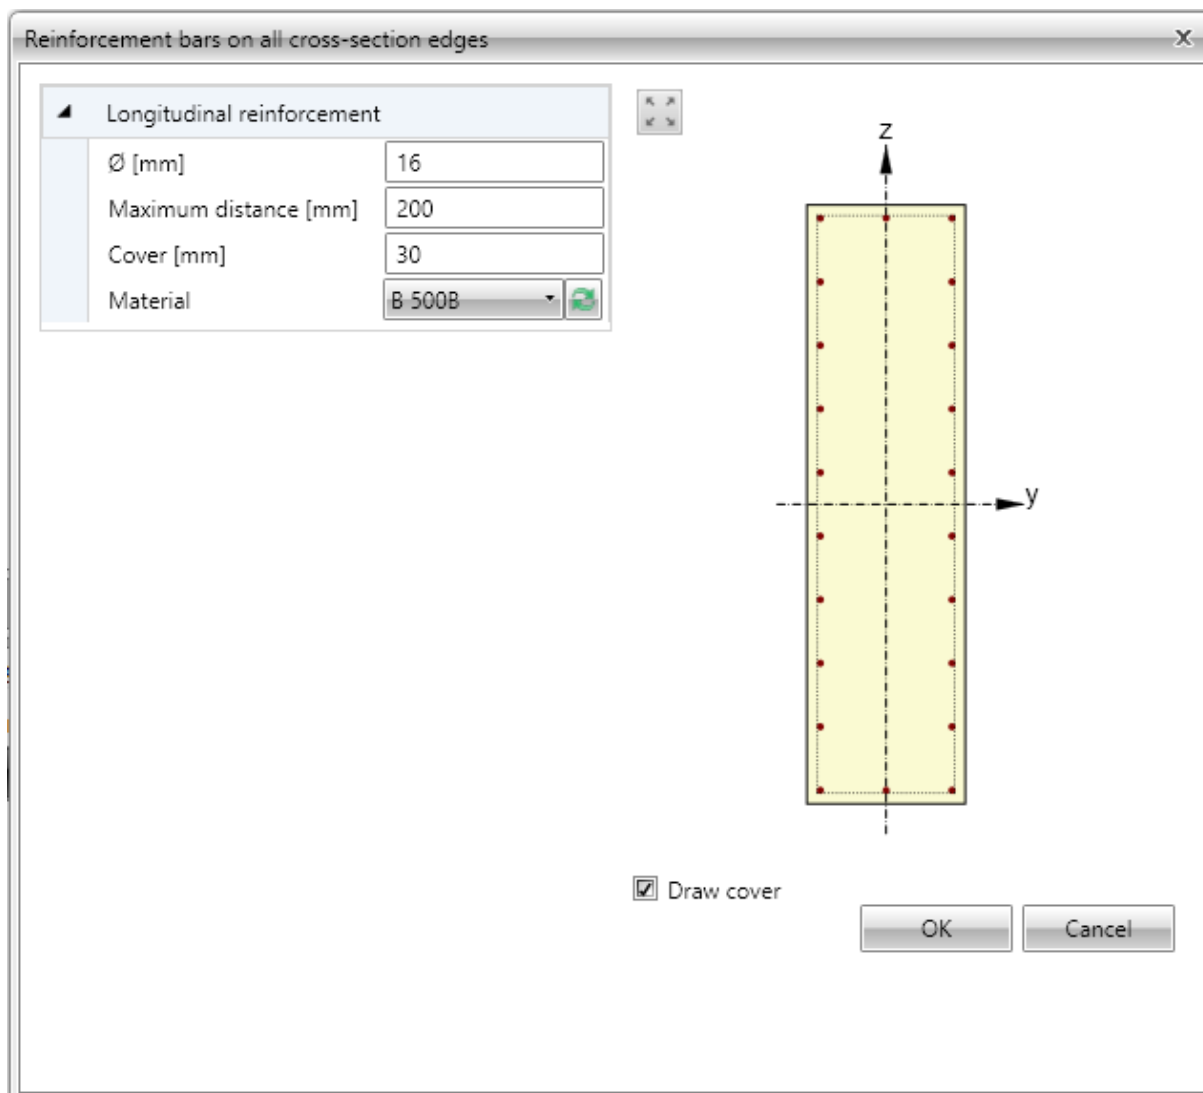 Reinforcement bars on all cross-section edges
Longitudinal reinforcement
Ø [mm] 16
Maximum distance [mm] 200
Cover [mm] 30
Material B 500B
z
y
Draw cover
OK Cancel